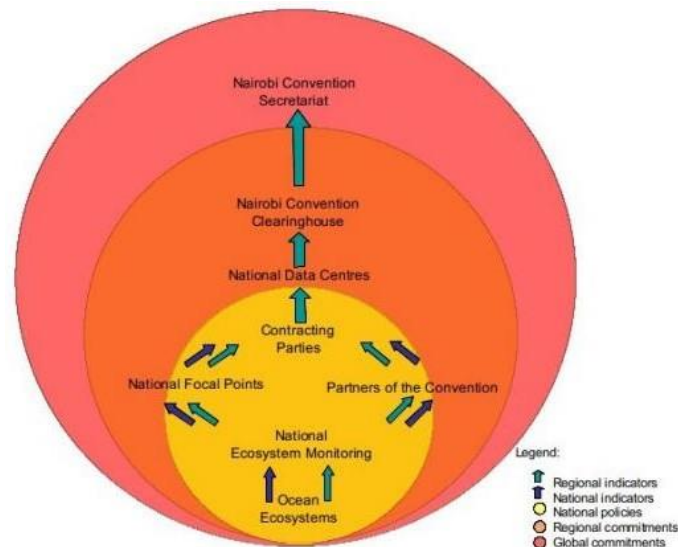 Nairobi Convention
Secretariat
Nairobi Convention
Clearinghouse
National Data Centres
Contracting
Parties
National Focal Points
Partners of the Convention
National
Ecosystem Monitoring
Ocean
Ecosystems
Legend:
Regional indicators
National indicators
National policies
Regional commitments
Global commitments